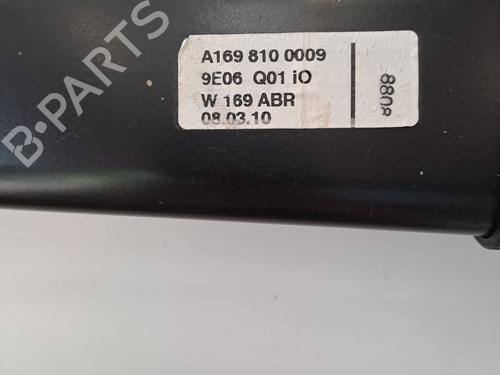 A169 810 0009
9E06 Q01 iO
W 169 ABR
08.03.10
8808
B-PARTS